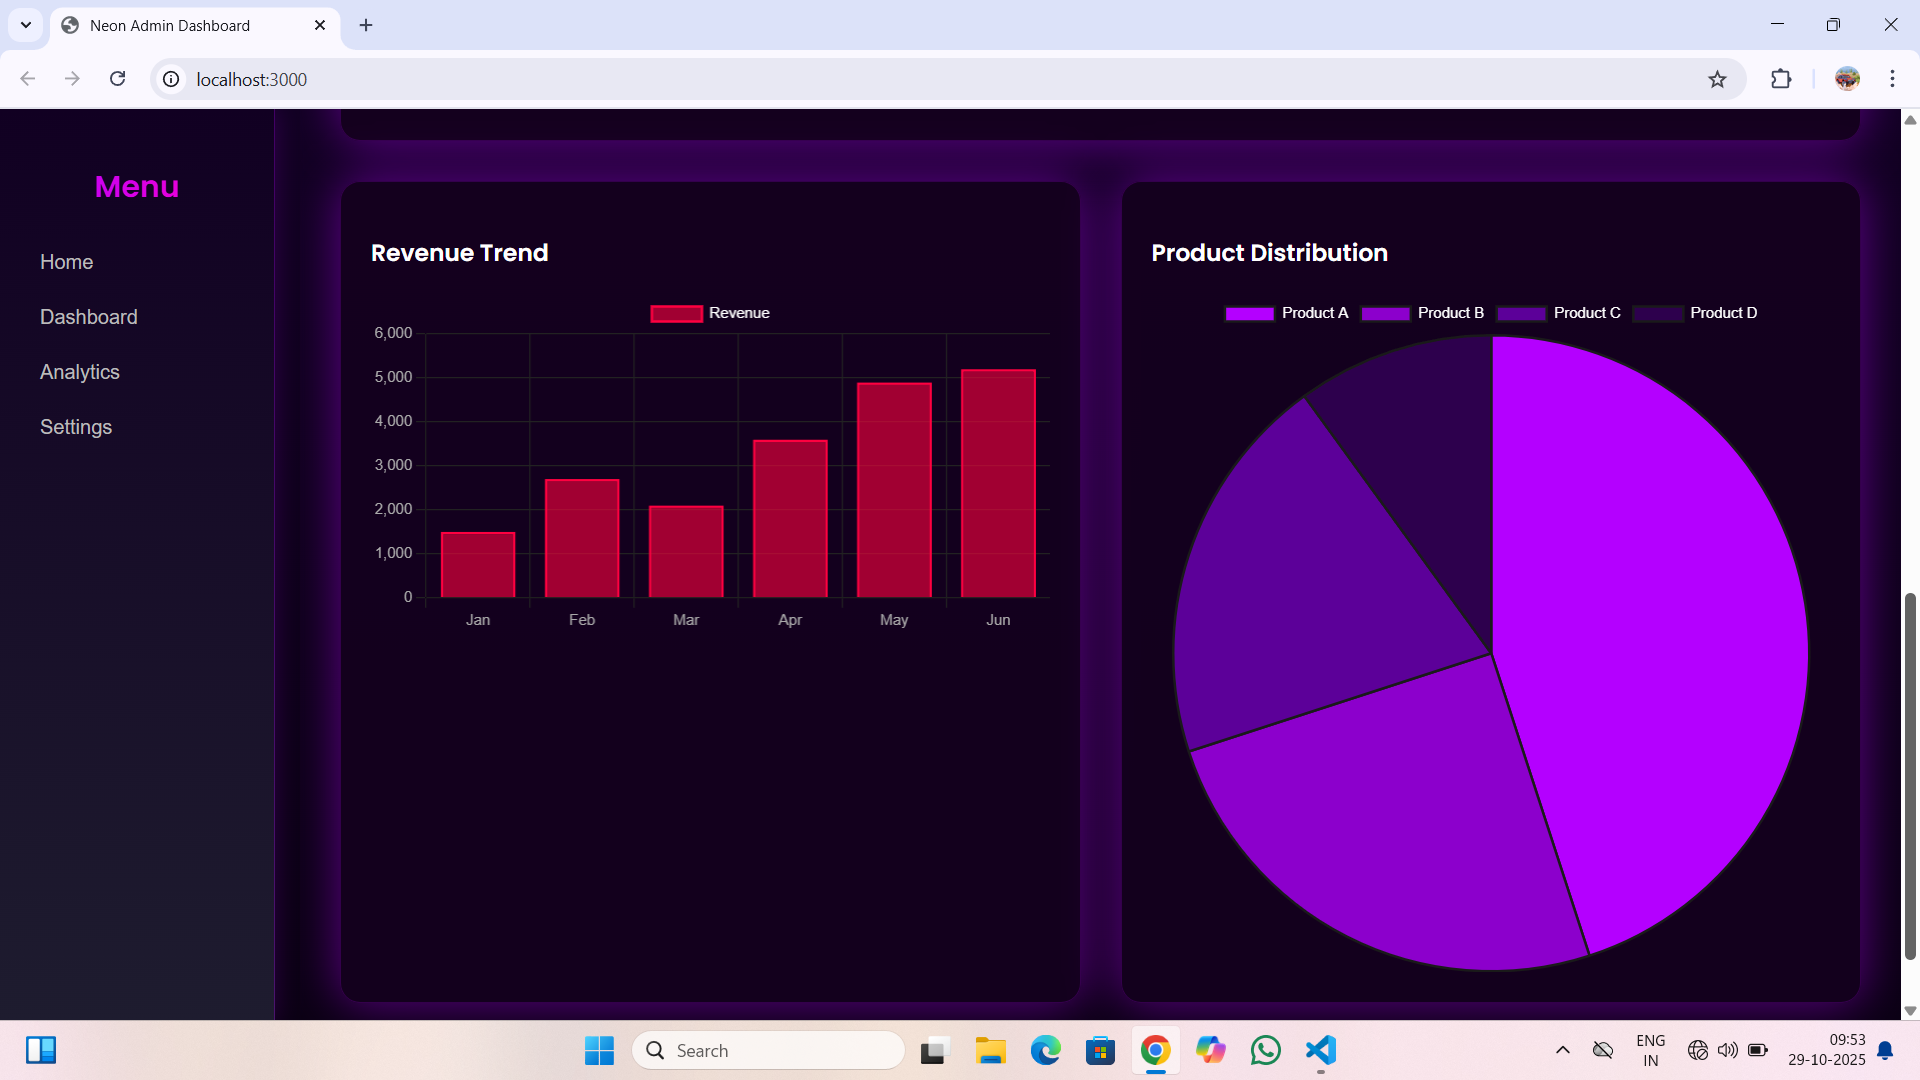 Neon Admin Dashboard
localhost:3000
Menu
Home
Dashboard
Analytics
Settings
Revenue Trend
Revenue
6,000
5,000
4,000
3,000
2,000
1,000
0
Jan Feb Mar Apr May Jun
Product Distribution
Product A Product B Product C Product D
Search
ENG
IN
09:53
29-10-2025